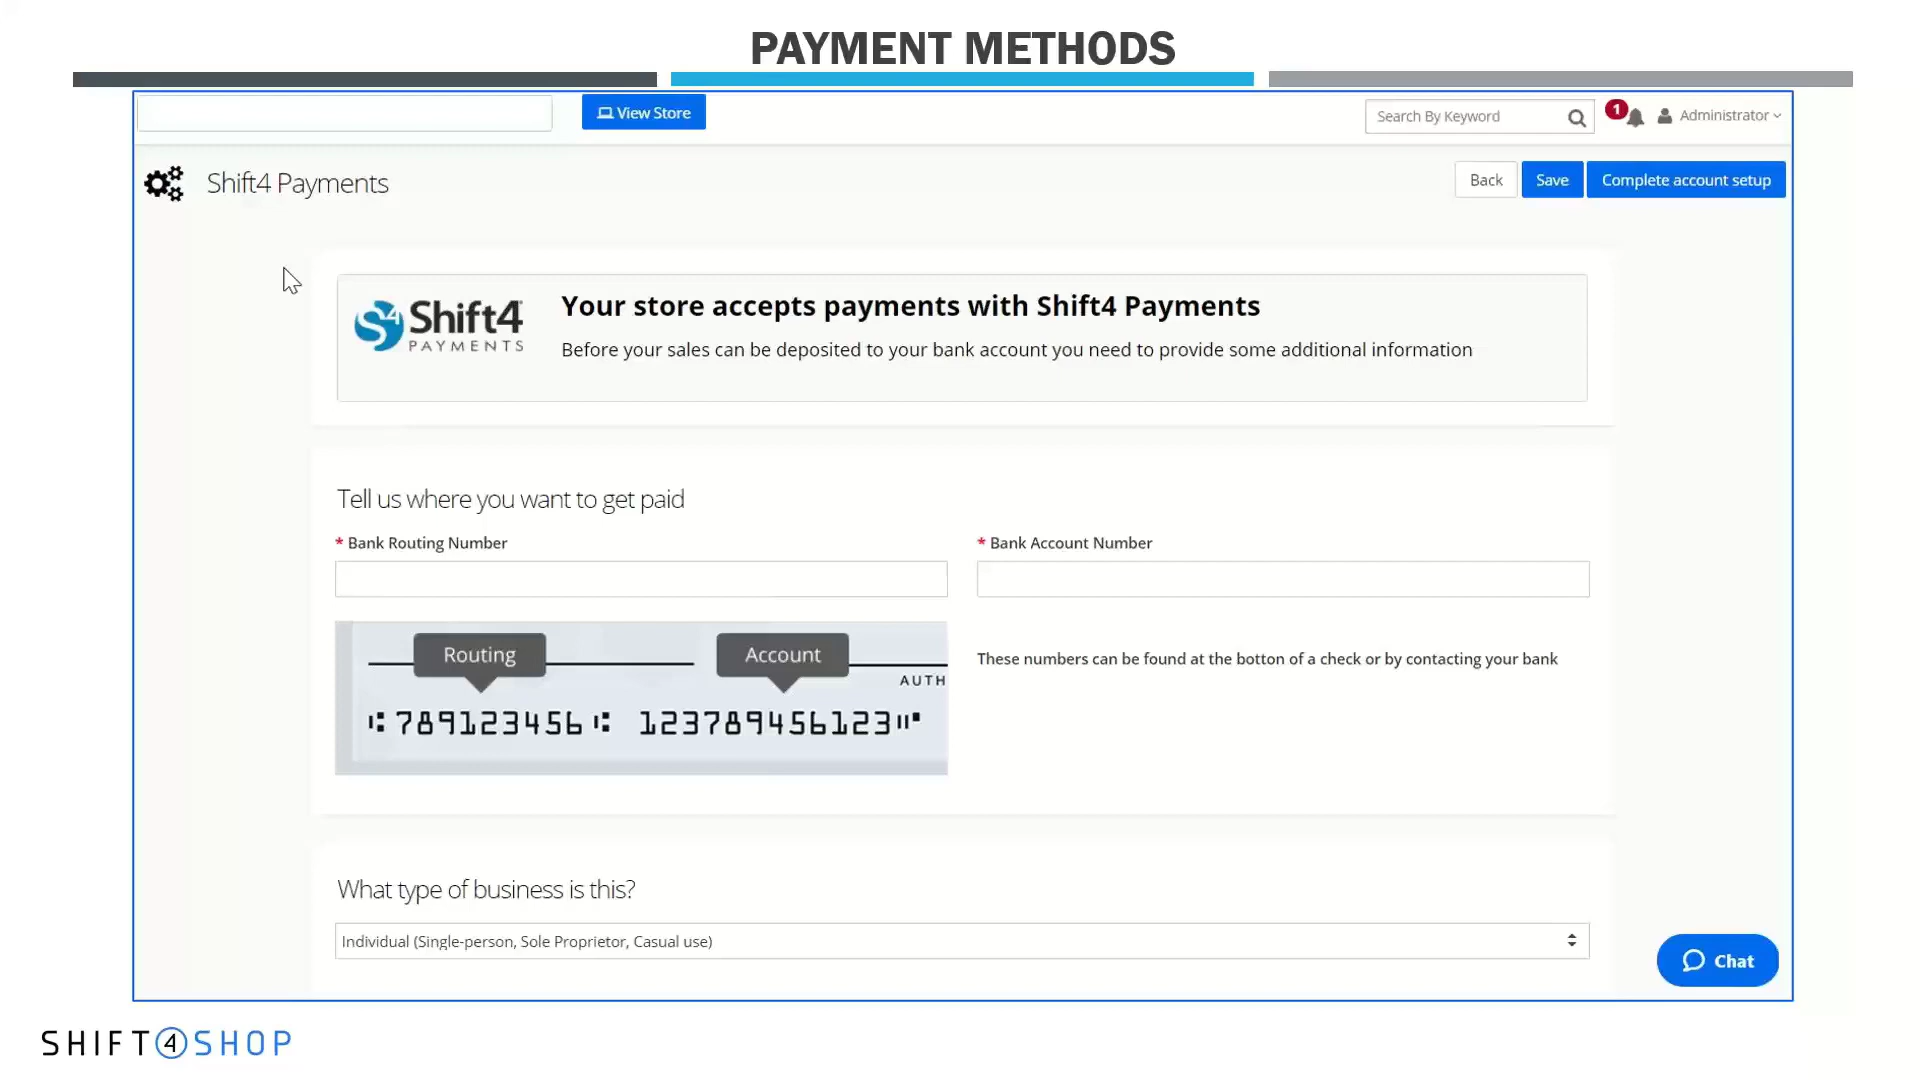 PAYMENT METHODS
View Store
Search By Keyword
1
Administrator
Shift4 Payments
Back
Save
Complete account setup
Shift4
PAYMENTS
Your store accepts payments with Shift4 Payments
Before your sales can be deposited to your bank account you need to provide some additional information
Tell us where you want to get paid
* Bank Routing Number
* Bank Account Number
Routing
Account
AUTH
⑆789123456⑆ 123789456123⑈
These numbers can be found at the botton of a check or by contacting your bank
What type of business is this?
Individual (Single-person, Sole Proprietor, Casual use)
Chat
SHIFT4SHOP